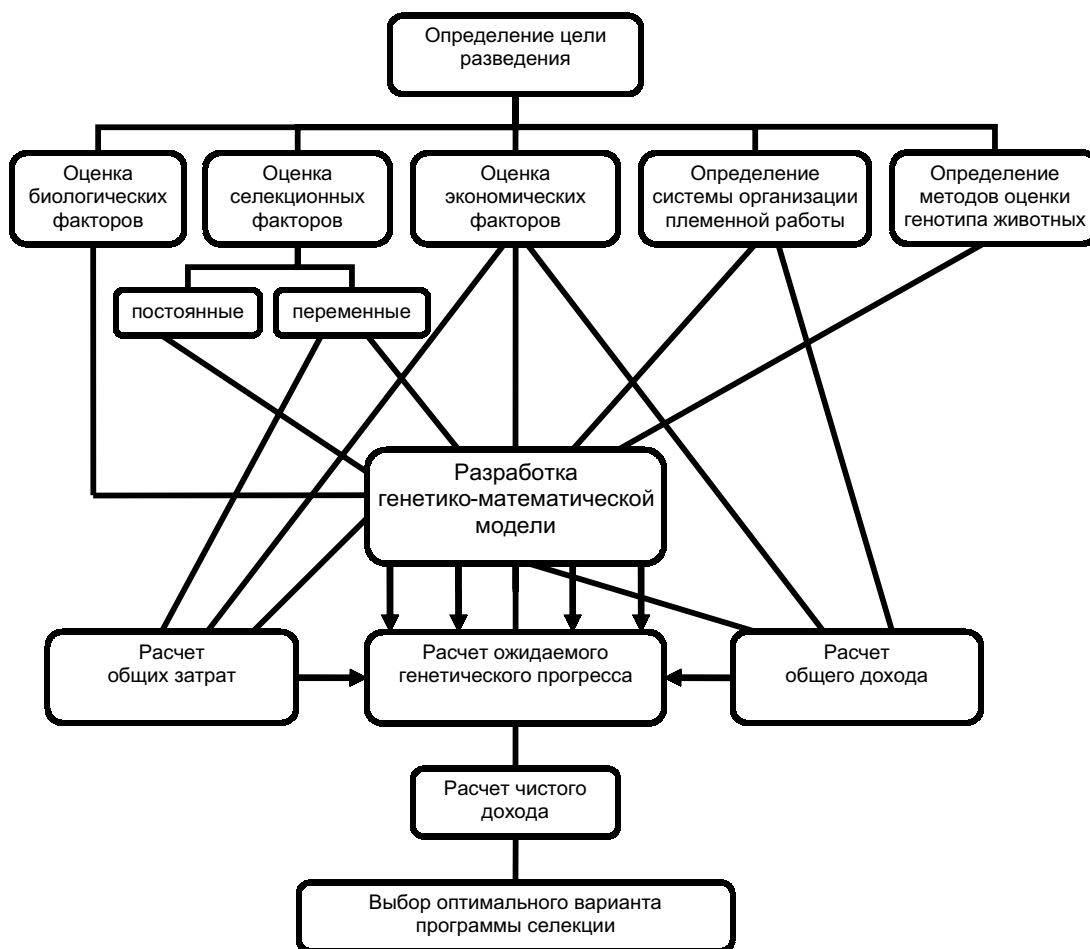 Определение цели
разведения
Оценка
биологических
факторов
Оценка
селекционных
факторов
Оценка
экономических
факторов
Определение
системы организации
племенной работы
Определение
методов оценки
генотипа животных
постоянные
переменные
Разработка
генетико-математической
модели
Расчет
общих затрат
Расчет ожидаемого
генетического прогресса
Расчет
общего дохода
Расчет чистого
дохода
Выбор оптимального варианта
программы селекции